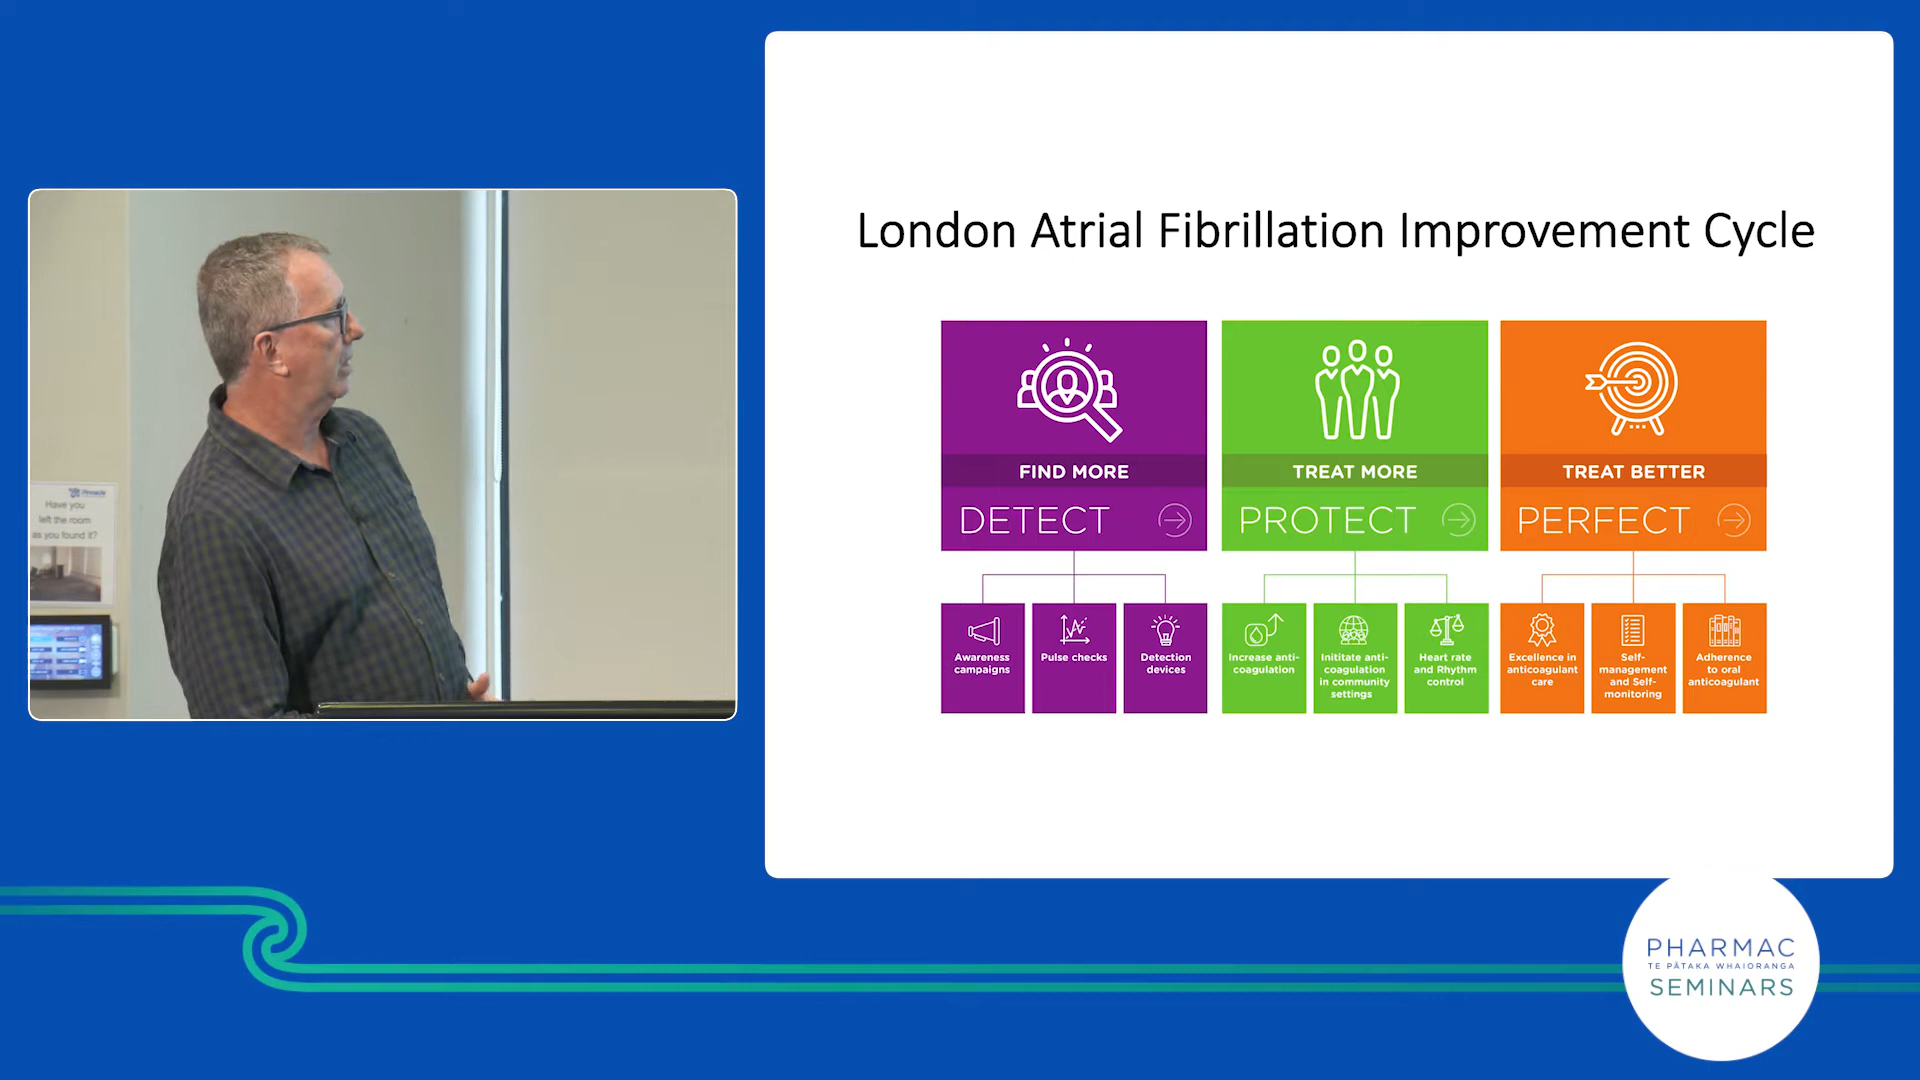 Have you
left the room
as you found it?
London Atrial Fibrillation Improvement Cycle
FIND MORE
DETECT
TREAT MORE
PROTECT
TREAT BETTER
PERFECT
Awareness
campaigns
Pulse checks
Detection
devices
Increase anti-
coagulation
Inititate anti-
coagulation
in community
settings
Heart rate
and Rhythm
control
Excellence in
anticoagulant
care
Self-
management
and Self-
monitoring
Adherence
to oral
anticoagulant
PHARMAC
TE PĀTAKA WHAIORANGA
SEMINARS